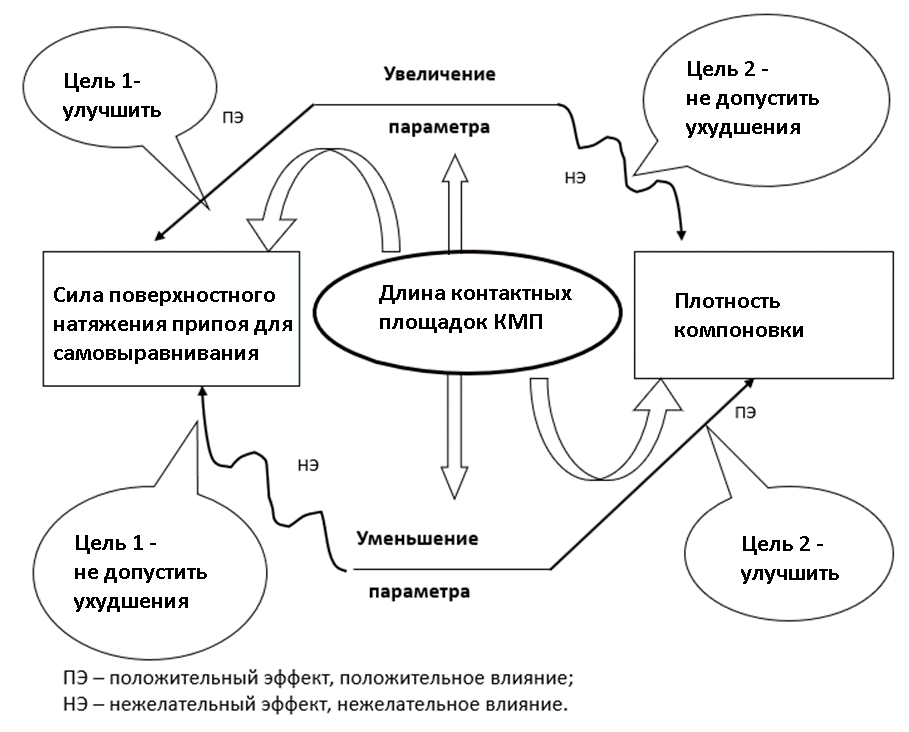 Цель 1-
улучшить
ПЭ
Увеличение
параметра
Цель 2 -
не допустить
ухудшения
НЭ
Сила поверхностного
натяжения припоя для
самовыравнивания
Длина контактных
площадок КМП
Плотность
компоновки
ПЭ
НЭ
Цель 1 -
не допустить
ухудшения
Уменьшение
параметра
Цель 2 -
улучшить
ПЭ – положительный эффект, положительное влияние;
НЭ – нежелательный эффект, нежелательное влияние.